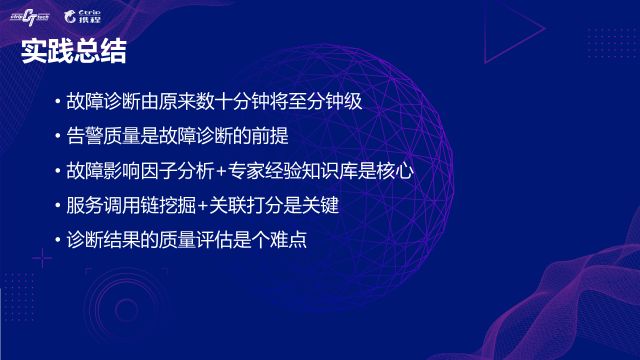 ctrip CT tech
Ctrip
携程
实践总结
• 故障诊断由原来数十分钟将至分钟级
• 告警质量是故障诊断的前提
• 故障影响因子分析+专家经验知识库是核心
• 服务调用链挖掘+关联打分是关键
• 诊断结果的质量评估是个难点